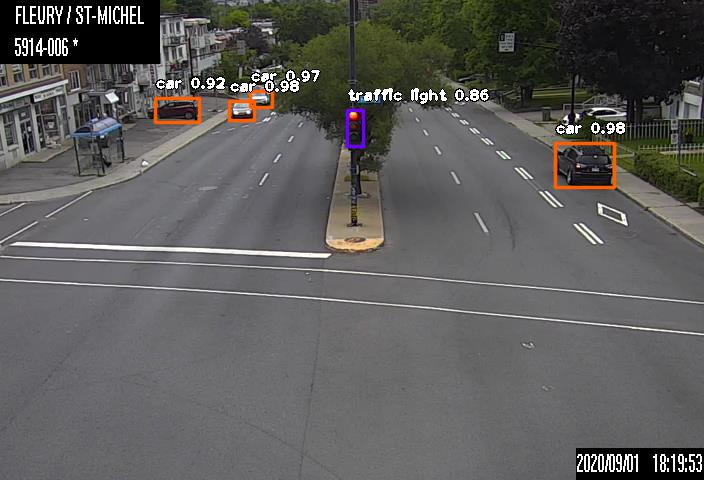 FLEURY / ST-MICHEL
5914-006 *
car 0.92
car 0.97
car 0.98
traffic light 0.86
car 0.98
2020/09/01 18:19:53